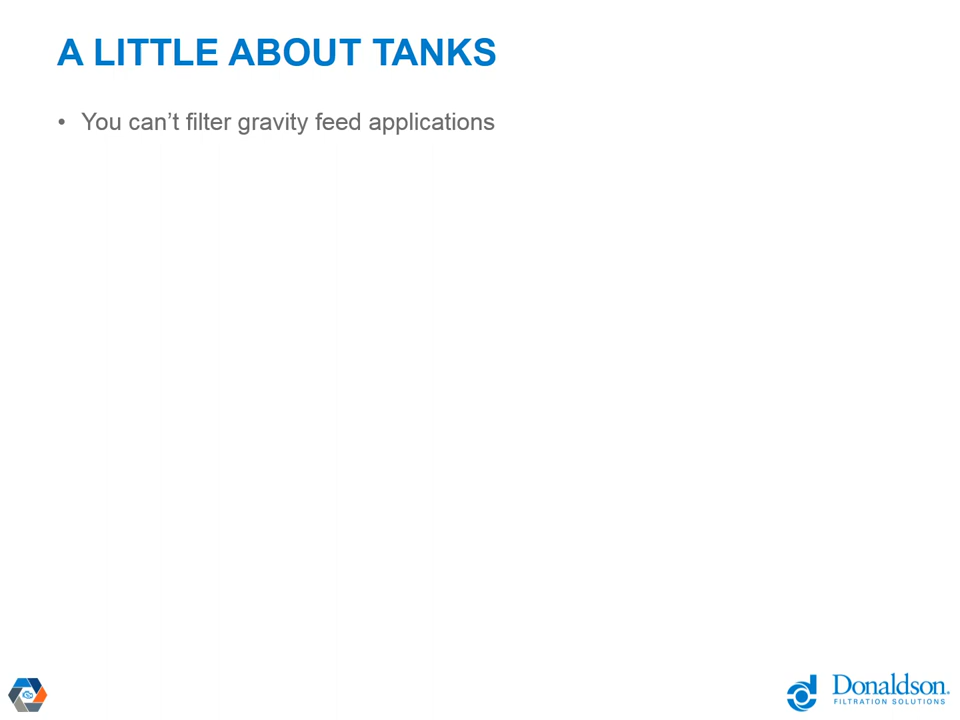 A LITTLE ABOUT TANKS
• You can’t filter gravity feed applications
Donaldson.
FILTRATION SOLUTIONS